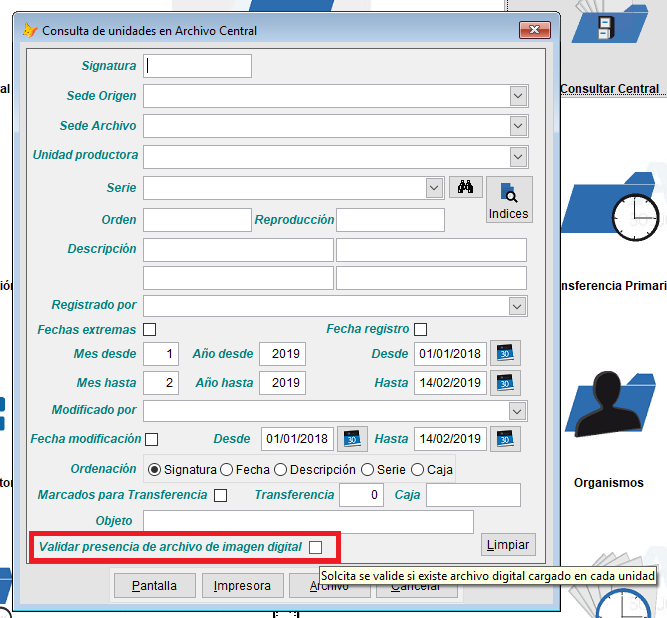 Consulta de unidades en Archivo Central
Signatura
Sede Origen
Sede Archivo
Unidad productora
Serie
Indices
Orden Reproducción
Descripción
Registrado por
Fechas extremas Fecha registro
Mes desde 1 Año desde 2019 Desde 01/01/2018 30
Mes hasta 2 Año hasta 2019 Hasta 14/02/2019 30
Modificado por
Fecha modificación Desde 01/01/2018 30 Hasta 14/02/2019 30
Ordenación Signatura Fecha Descripción Serie Caja
Marcados para Transferencia Transferencia 0 Caja
Objeto
Validar presencia de archivo de imagen digital Limpiar
Solcita se valide si existe archivo digital cargado en cada unidad
Pantalla Impresora Archivo Cancelar
Consultar Central
nsferencia Primari
Organismos